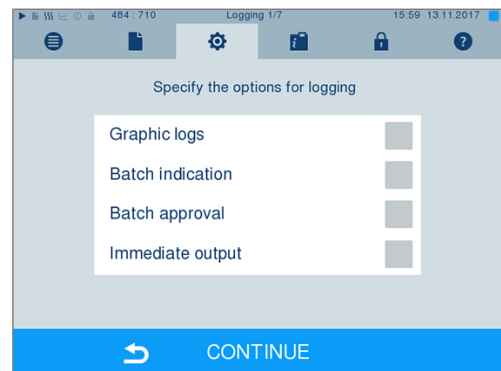 484 : 710 Logging 1/7 15:59 13.11.2017
Specify the options for logging
Graphic logs
Batch indication
Batch approval
Immediate output
CONTINUE